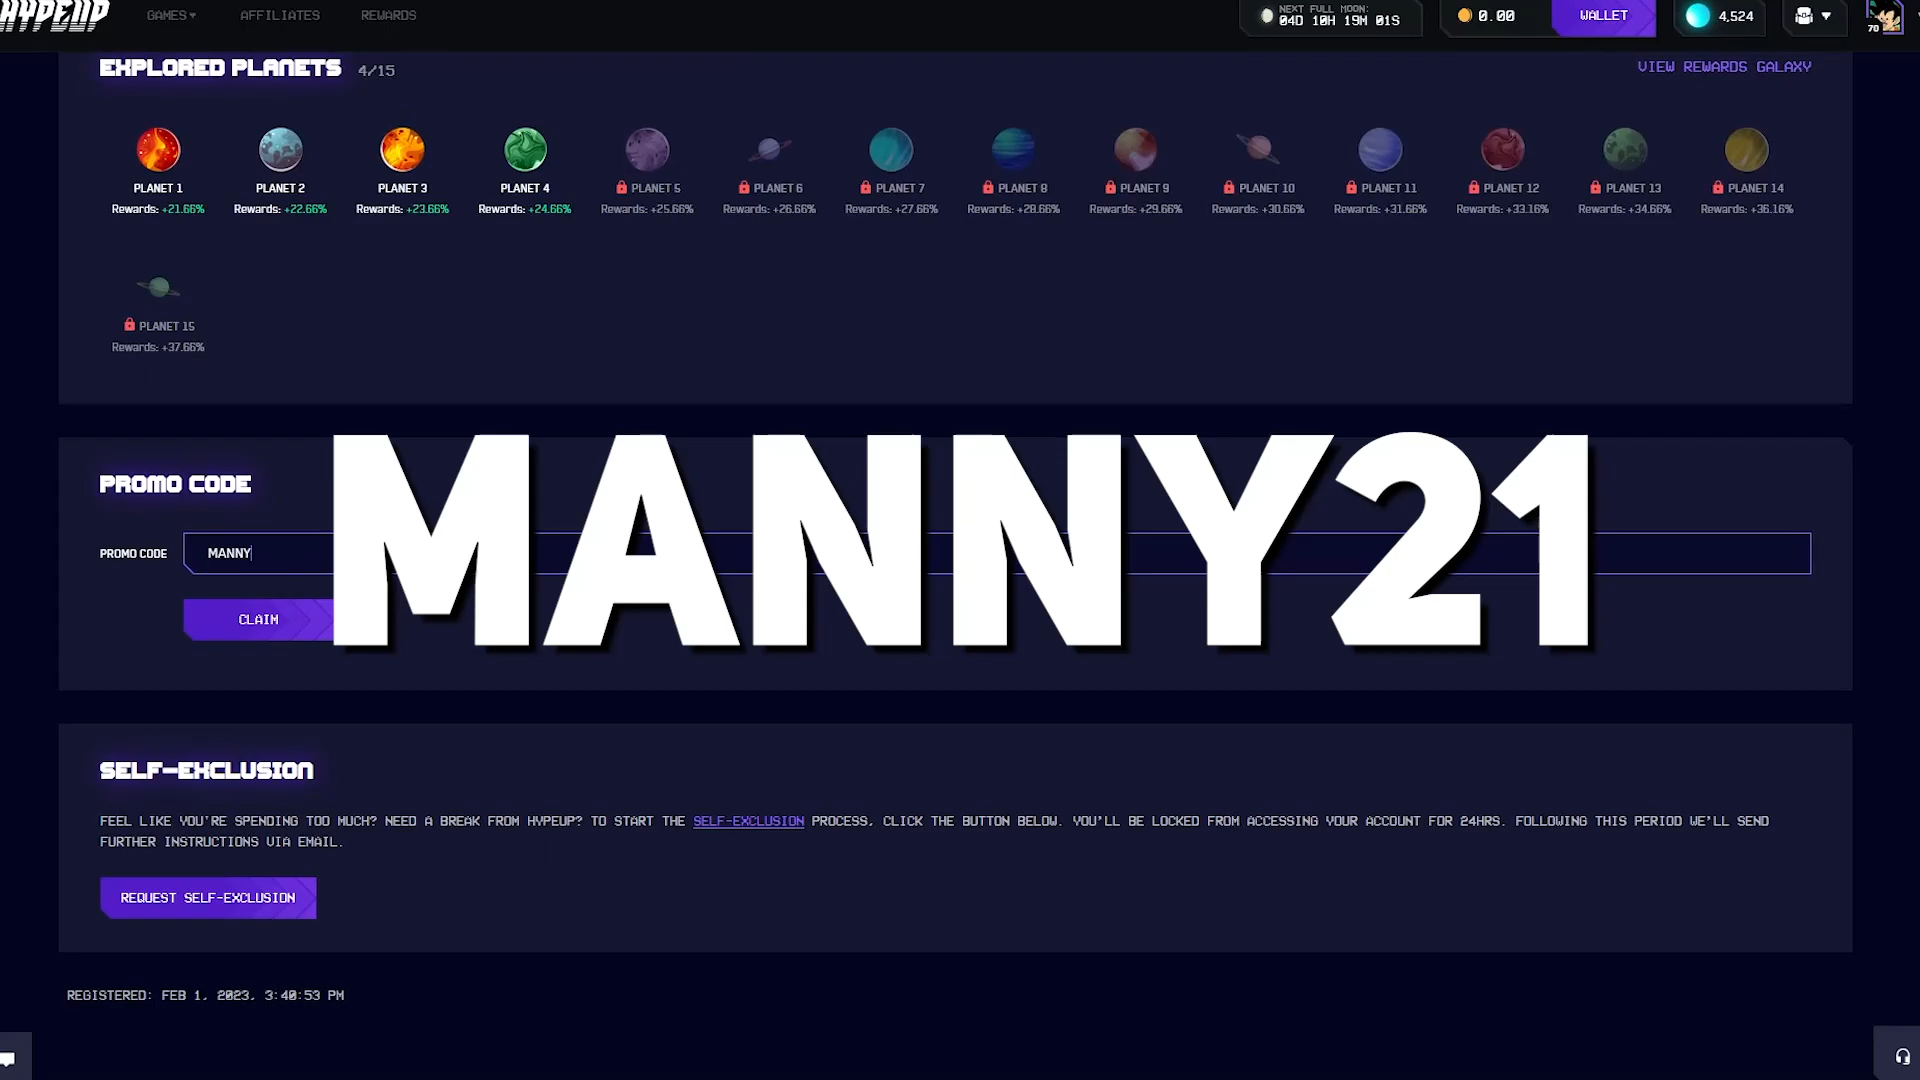 HYPEUP
GAMES
AFFILIATES
REWARDS
NEXT FULL MOON:
04D 10H 19M 01S
0.00
WALLET
4,524
70
EXPLORED PLANETS 4/15
VIEW REWARDS GALAXY
PLANET 1
Rewards: +21.66%
PLANET 2
Rewards: +22.66%
PLANET 3
Rewards: +23.66%
PLANET 4
Rewards: +24.66%
PLANET 5
Rewards: +25.66%
PLANET 6
Rewards: +26.66%
PLANET 7
Rewards: +27.66%
PLANET 8
Rewards: +28.66%
PLANET 9
Rewards: +29.66%
PLANET 10
Rewards: +30.66%
PLANET 11
Rewards: +31.66%
PLANET 12
Rewards: +33.16%
PLANET 13
Rewards: +34.66%
PLANET 14
Rewards: +36.16%
PLANET 15
Rewards: +37.66%
PROMO CODE
PROMO CODE
MANNY
CLAIM
MANNY21
SELF-EXCLUSION
FEEL LIKE YOU'RE SPENDING TOO MUCH? NEED A BREAK FROM HYPEUP? TO START THE SELF-EXCLUSION PROCESS, CLICK THE BUTTON BELOW. YOU'LL BE LOCKED FROM ACCESSING YOUR ACCOUNT FOR 24HRS. FOLLOWING THIS PERIOD WE'LL SEND
FURTHER INSTRUCTIONS VIA EMAIL.
REQUEST SELF-EXCLUSION
REGISTERED: FEB 1, 2023, 3:40:53 PM